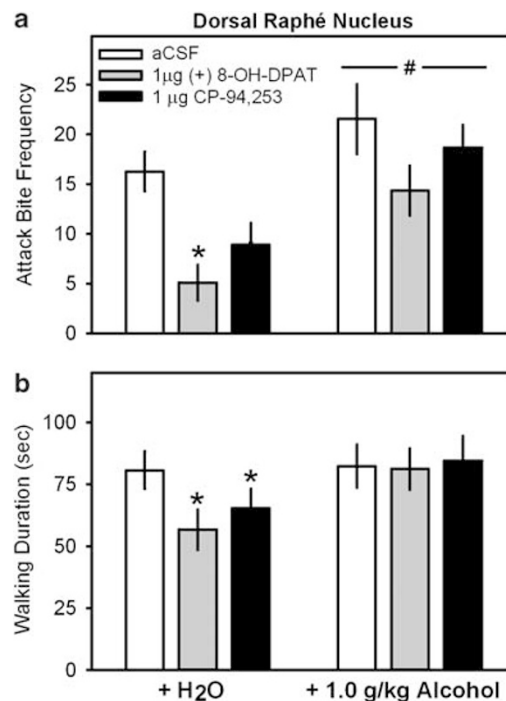 a
Dorsal Raphé Nucleus
aCSF
1µg (+) 8-OH-DPAT
1 µg CP-94,253
#
25
20
15
10
5
0
*
Attack Bite Frequency
b
100
75
50
25
0
* *
Walking Duration (sec)
+ H2O + 1.0 g/kg Alcohol